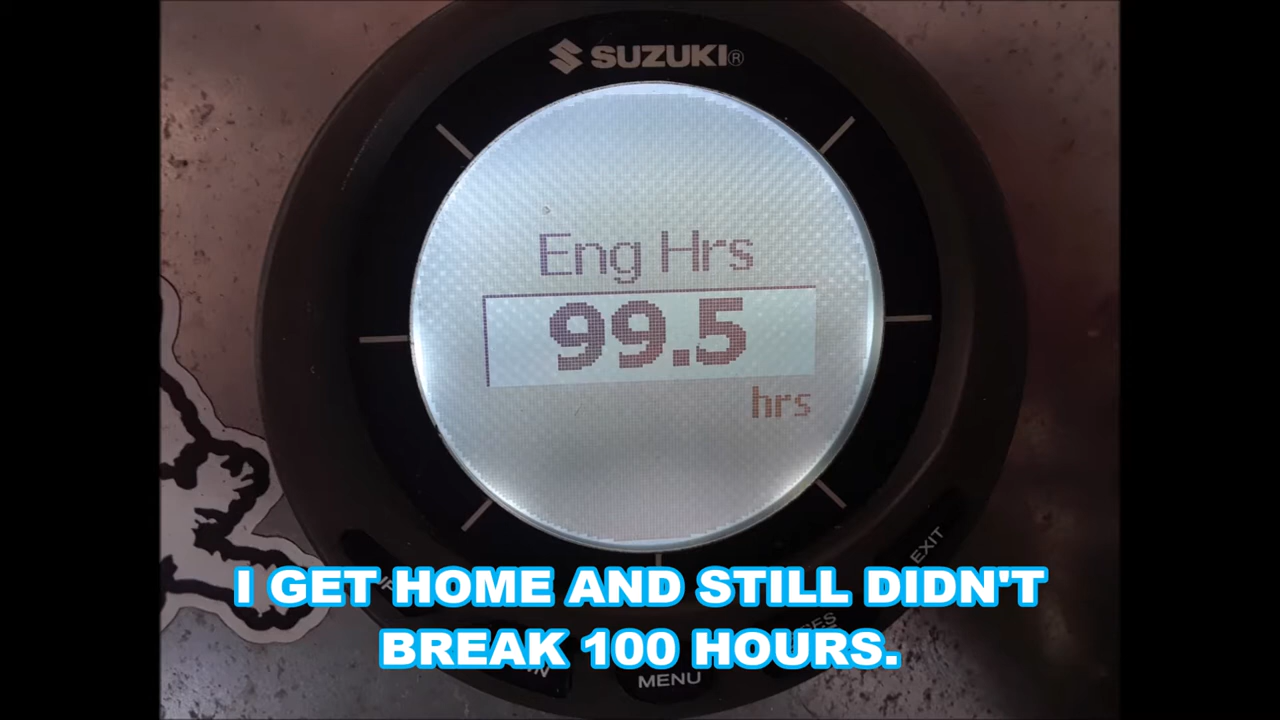 SUZUKI®
Eng Hrs
99.5
hrs
EXIT
I GET HOME AND STILL DIDN'T
BREAK 100 HOURS.
MENU